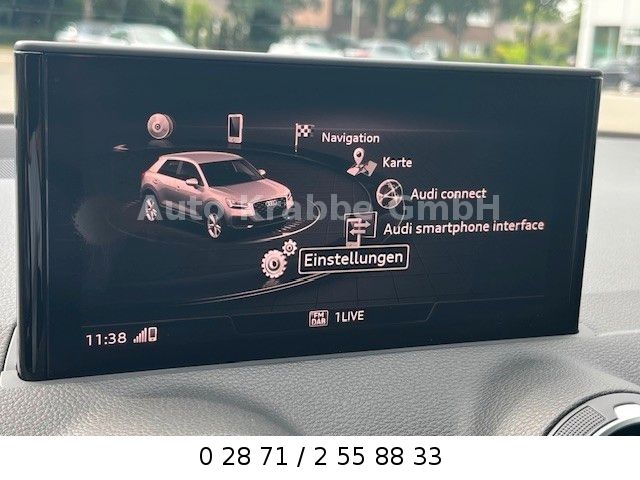 Navigation
Karte
Audi connect
Auto Krabbe GmbH
Audi smartphone interface
Einstellungen
FM
DAB
1LIVE
11:38
0 28 71 / 2 55 88 33